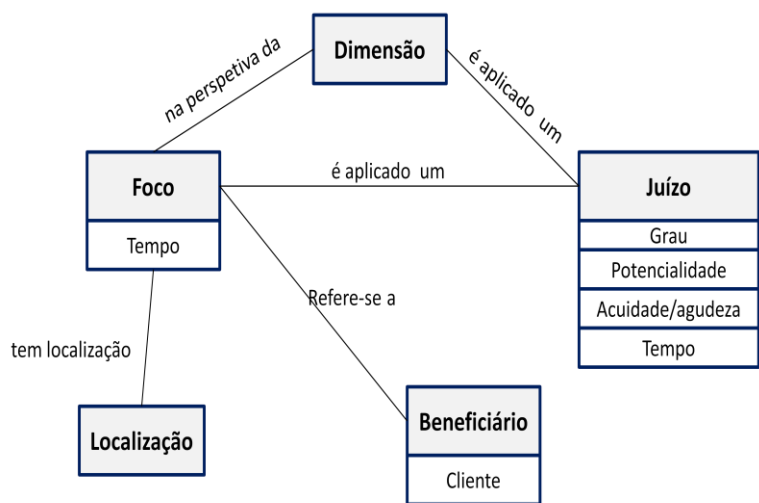 Dimensão
na perspetiva da
é aplicado um
Foco
Tempo
é aplicado um
Juízo
Grau
Potencialidade
Acuidade/agudeza
Tempo
Refere-se a
tem localização
Localização
Beneficiário
Cliente